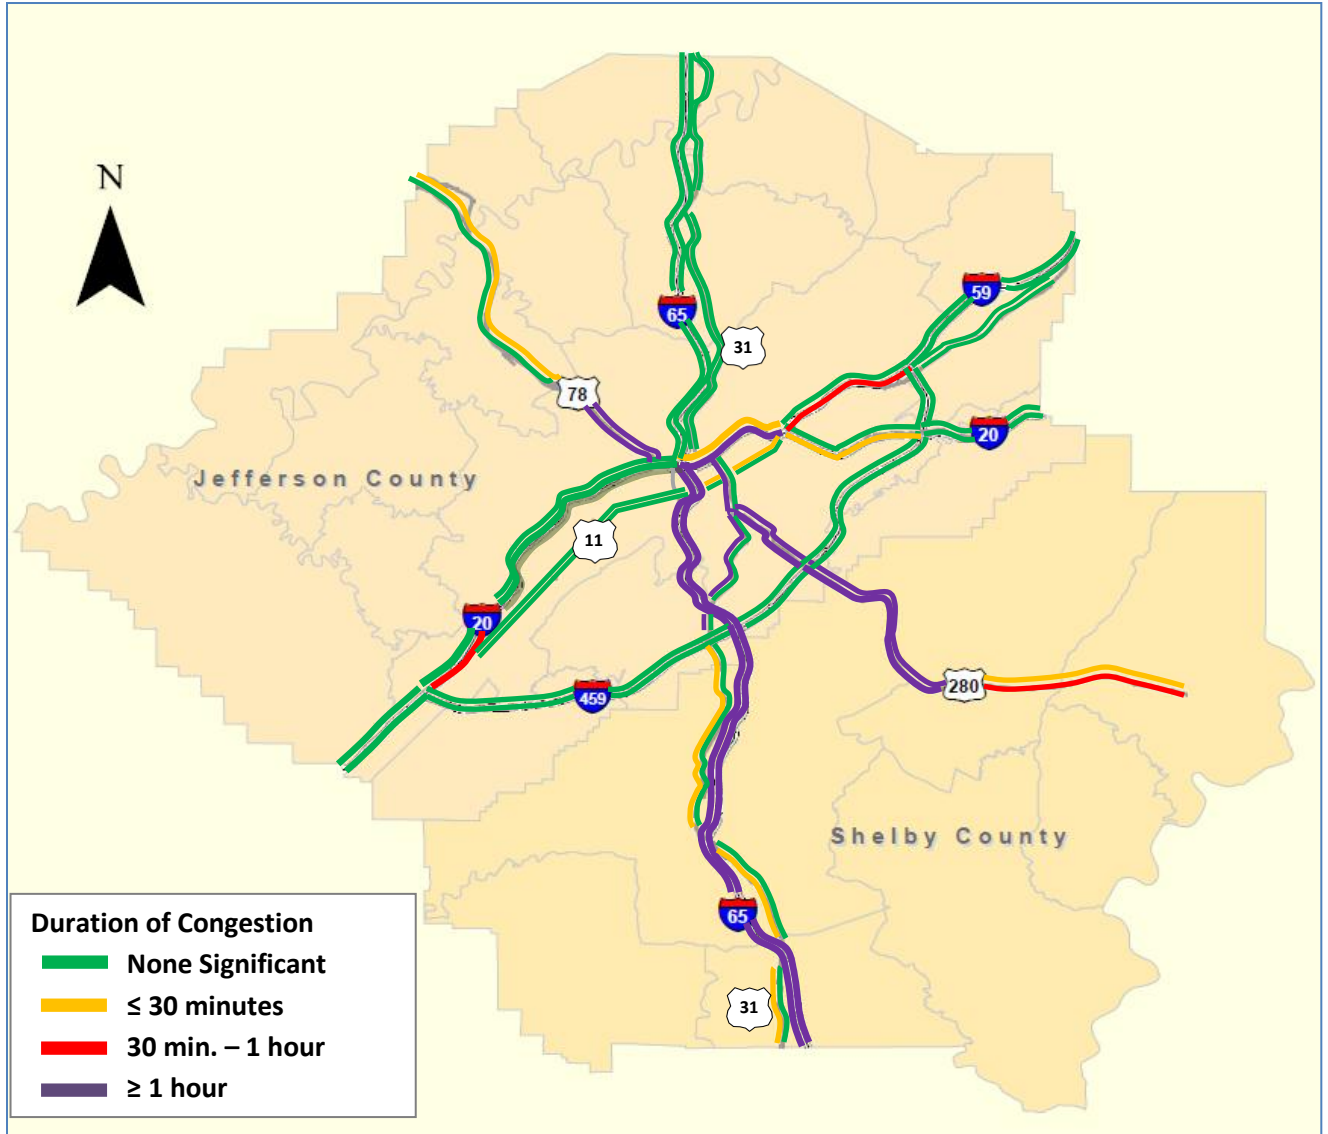 N
59
65
31
78
20
Jefferson County
11
20
280
459
Shelby County
65
31
Duration of Congestion
None Significant
≤ 30 minutes
30 min. – 1 hour
≥ 1 hour